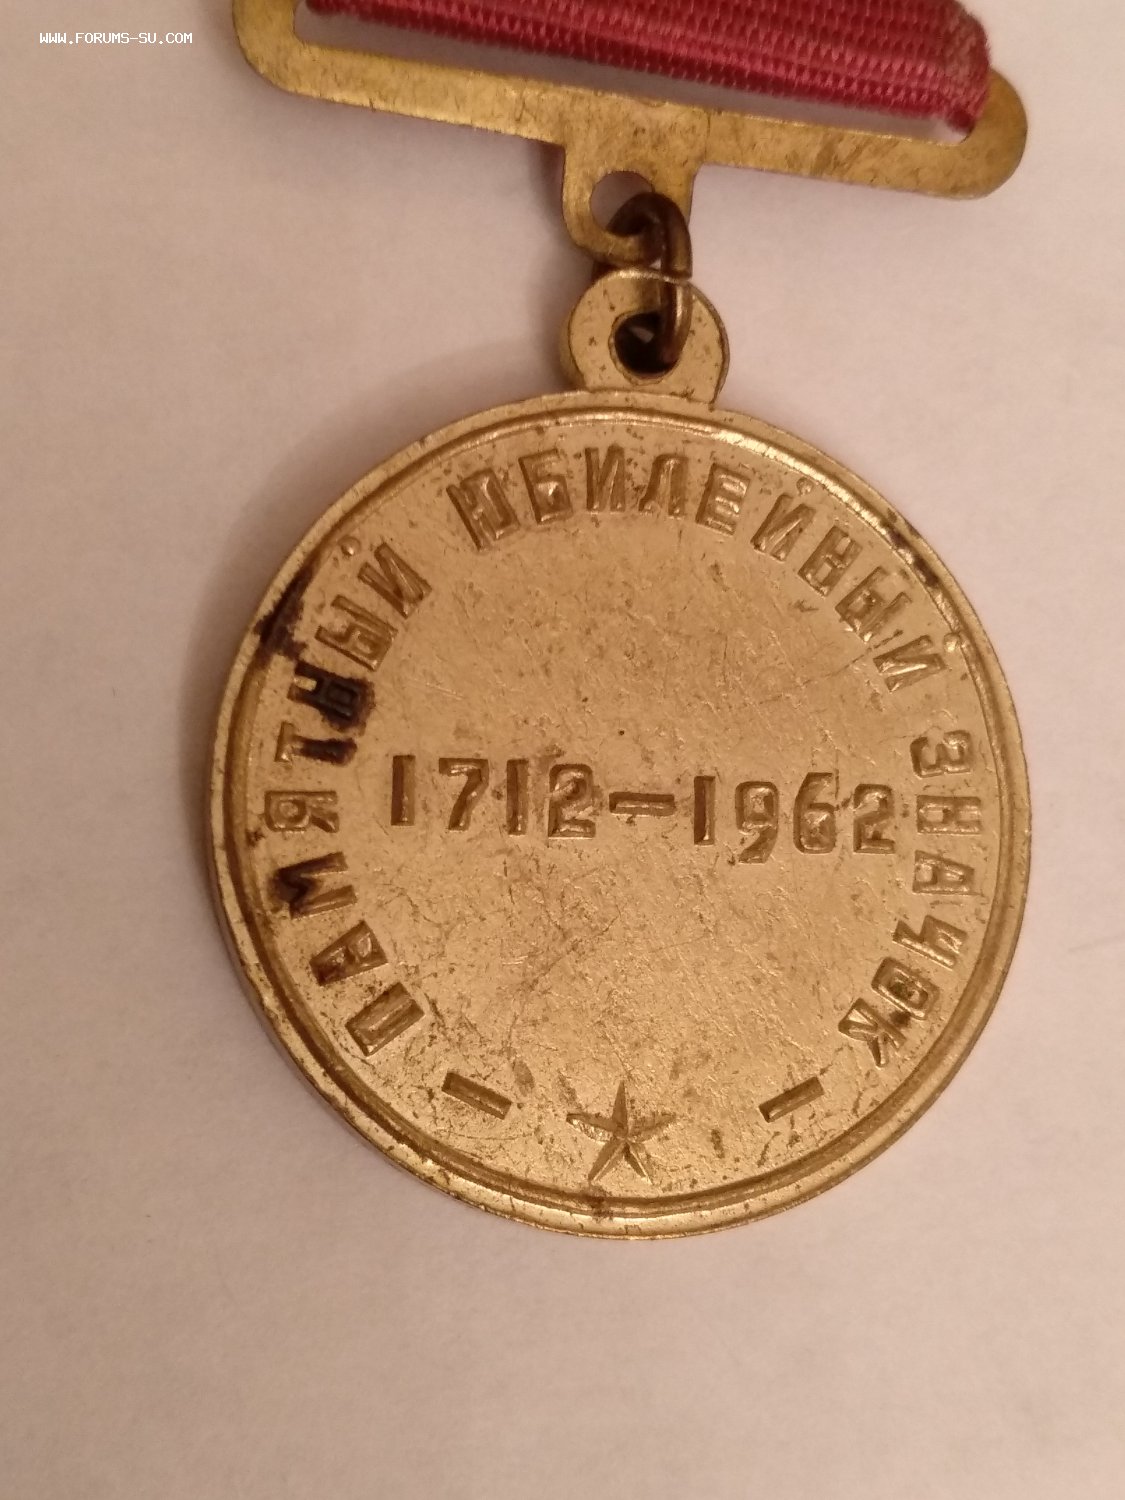 WWW.FORUMS-SU.COM
ПАМЯТНЫЙ ЮБИЛЕЙНЫЙ ЗНАЧОК
1712-1962